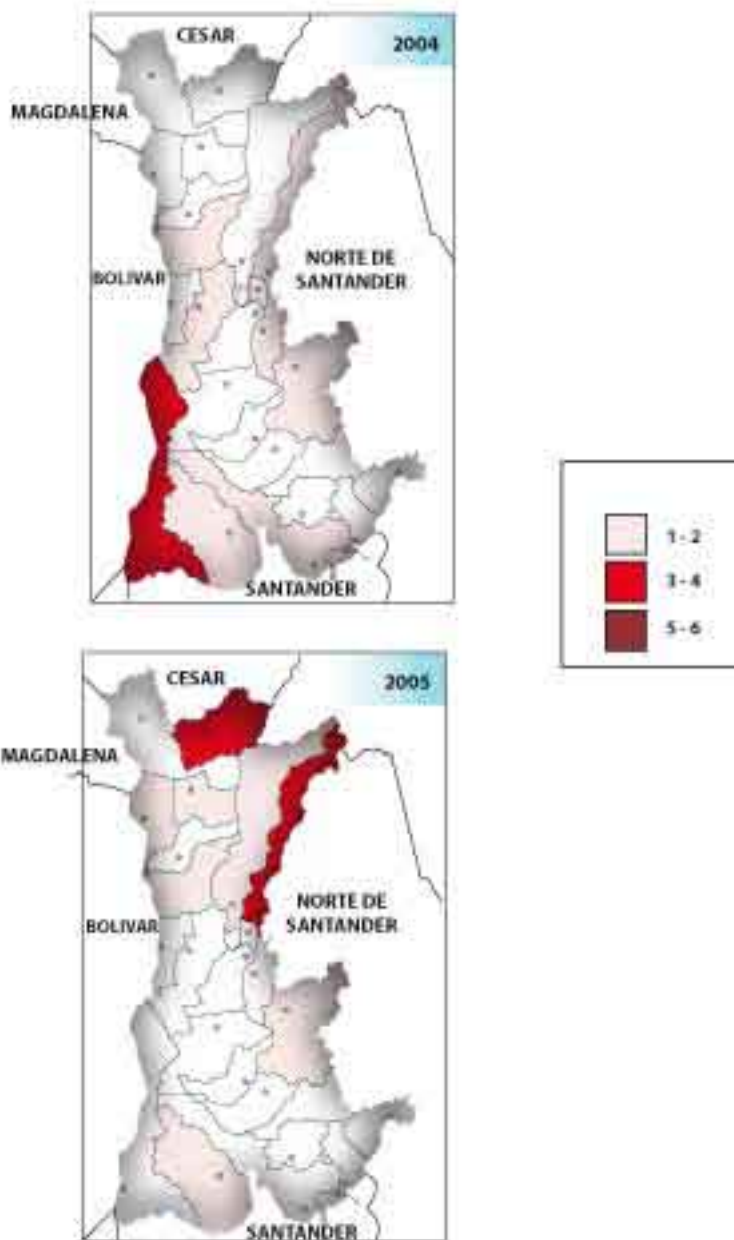 CESAR
2004
MAGDALENA
NORTE DE
SANTANDER
BOLIVAR
SANTANDER
1 - 2
3 - 4
5 - 6
CESAR
2005
MAGDALENA
NORTE DE
SANTANDER
BOLIVAR
SANTANDER